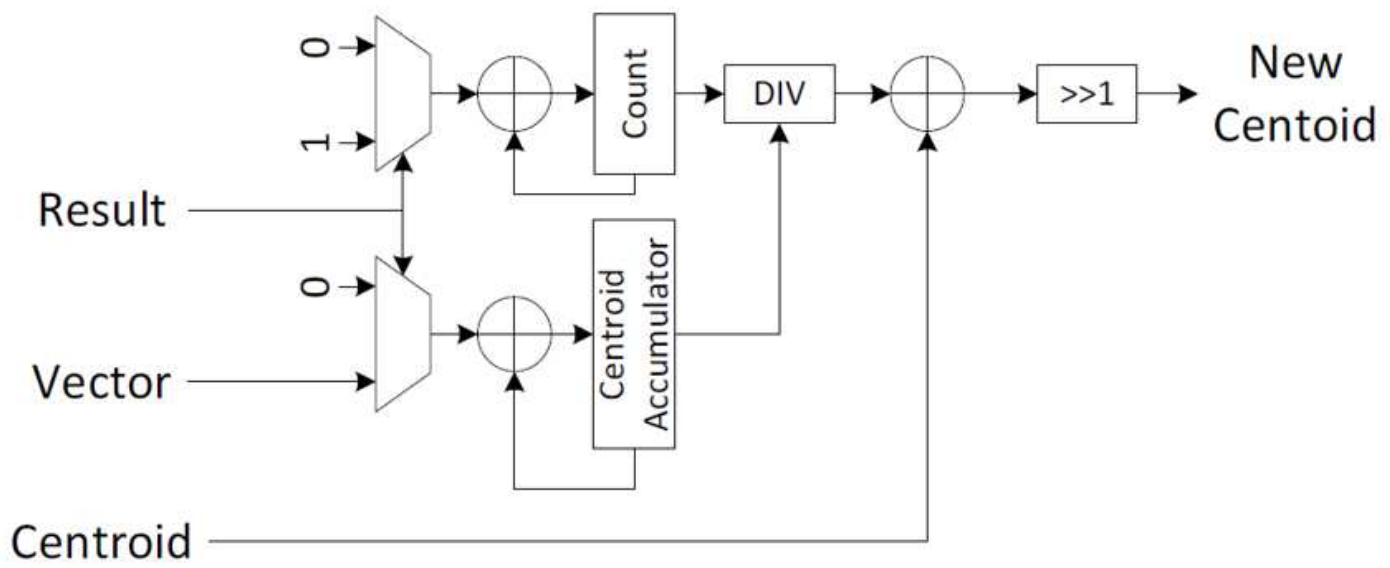 0
1
Count
DIV
>>1
New
Centoid
Result
0
Vector
Centroid
Accumulator
Centroid